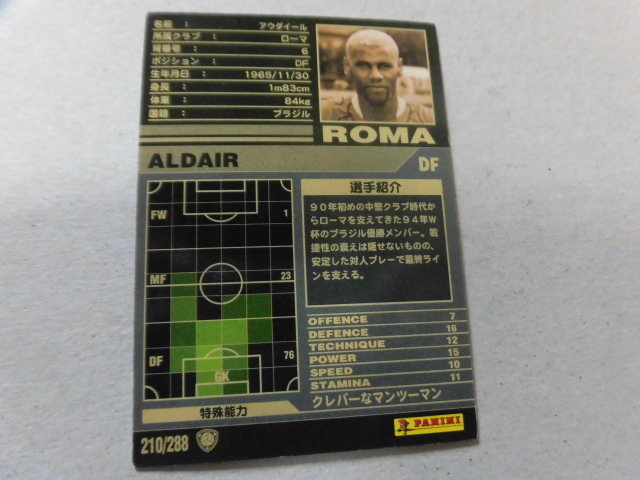 名前 : アウダイール
所属クラブ : ローマ
背番号 : 6
ポジション : DF
生年月日 : 1965/11/30
身長 : 1m83cm
体重 : 84kg
国籍 : ブラジル
ROMA
ALDAIR
DF
FW 1
MF 23
DF 76
GK
選手紹介
90年初めの中堅クラブ時代か
らローマを支えてきた94年W
杯のブラジル優勝メンバー。敏
捷性の衰えは隠せないものの、
安定した対人プレーで最終ライ
ンを支える。
OFFENCE 7
DEFENCE 16
TECHNIQUE 12
POWER 15
SPEED 10
STAMINA 11
特殊能力
クレバーなマンツーマン
210/288
PANINI